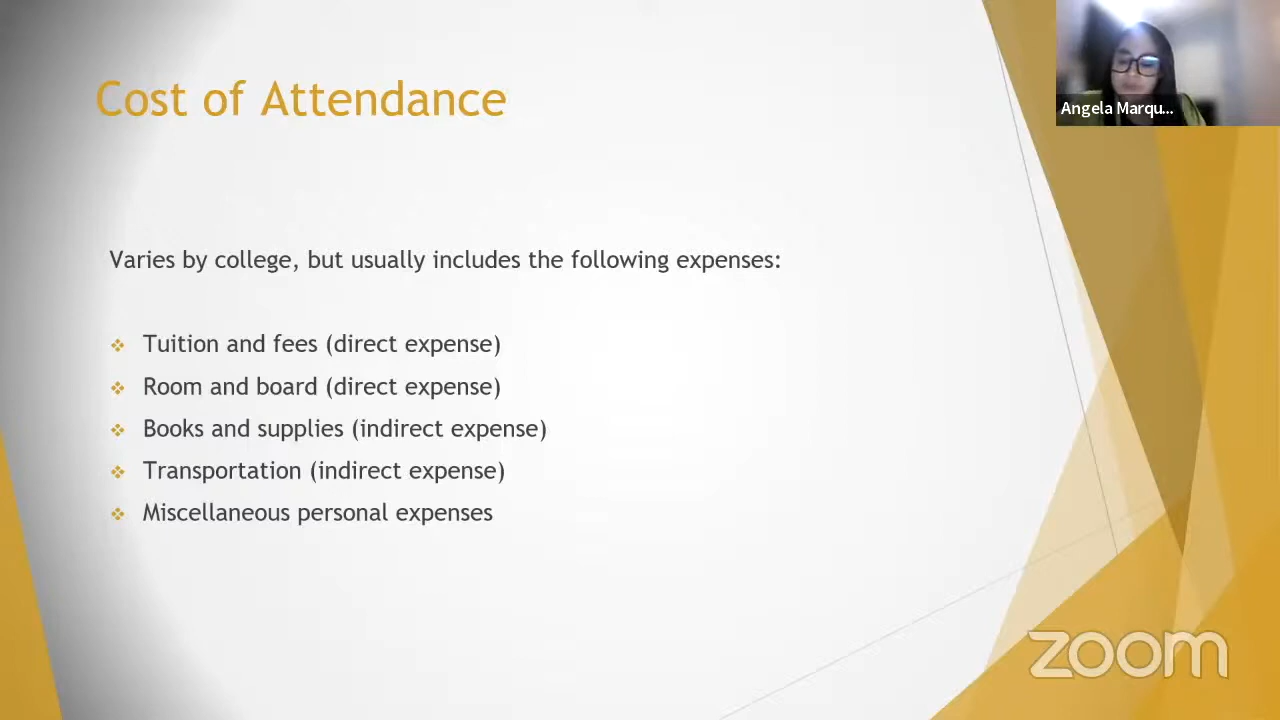 Cost of Attendance
Angela Marqu...
Varies by college, but usually includes the following expenses:
Tuition and fees (direct expense)
Room and board (direct expense)
Books and supplies (indirect expense)
Transportation (indirect expense)
Miscellaneous personal expenses
zoom